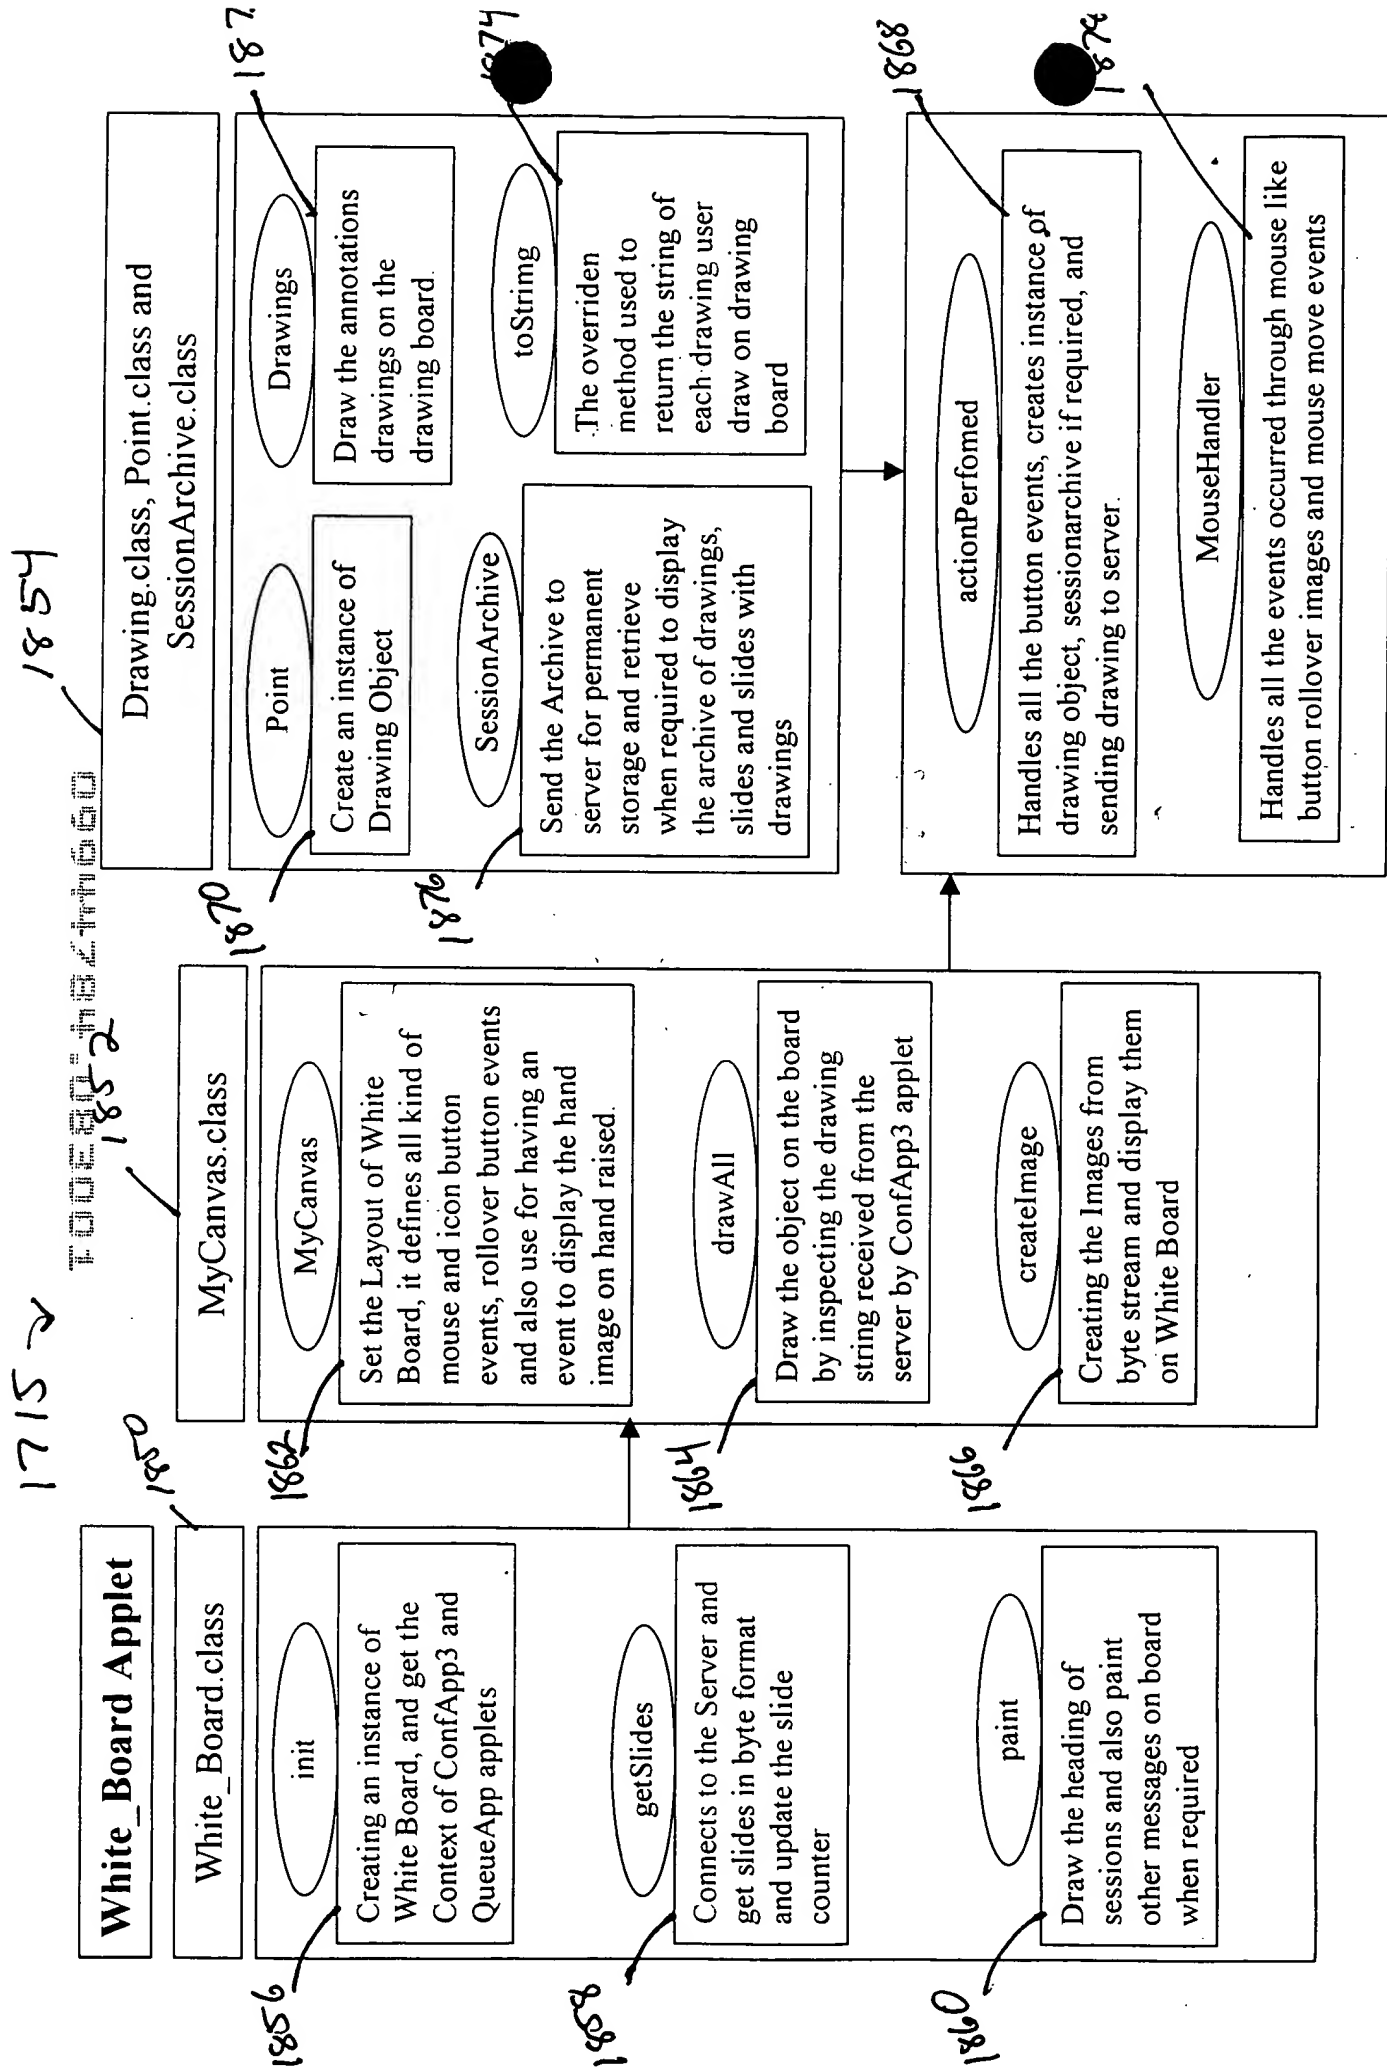 1715
White_Board Applet
1850
White_Board.class
init
1856
Creating an instance of
White Board, and get the
Context of ConfApp3 and
QueueApp applets
getSlides
1858
Connects to the Server and
get slides in byte format
and update the slide
counter
paint
1860
Draw the heading of
sessions and also paint
other messages on board
when required
1852
MyCanvas.class
MyCanvas
1862
Set the Layout of White
Board, it defines all kind of
mouse and icon button
events, rollover button events
and also use for having an
event to display the hand
image on hand raised.
drawAll
1864
Draw the object on the board
by inspecting the drawing
string received from the
server by ConfApp3 applet
createImage
1866
Creating the Images from
byte stream and display them
on White Board
1854
Drawing.class, Point.class and
SessionArchive.class
Point
1870
Create an instance of
Drawing Object
Drawings
Draw the annotations
drawings on the
drawing board.
SessionArchive
1876
Send the Archive to
server for permanent
storage and retrieve
when required to display
the archive of drawings,
slides and slides with
drawings
toStrimg
1874
The overriden
method used to
return the string of
each drawing user
draw on drawing
board
actionPerfomed
1868
Handles all the button events, creates instance of
drawing object, sessionarchive if required, and
sending drawing to server.
MouseHandler
Handles all the events occurred through mouse like
button rollover images and mouse move events